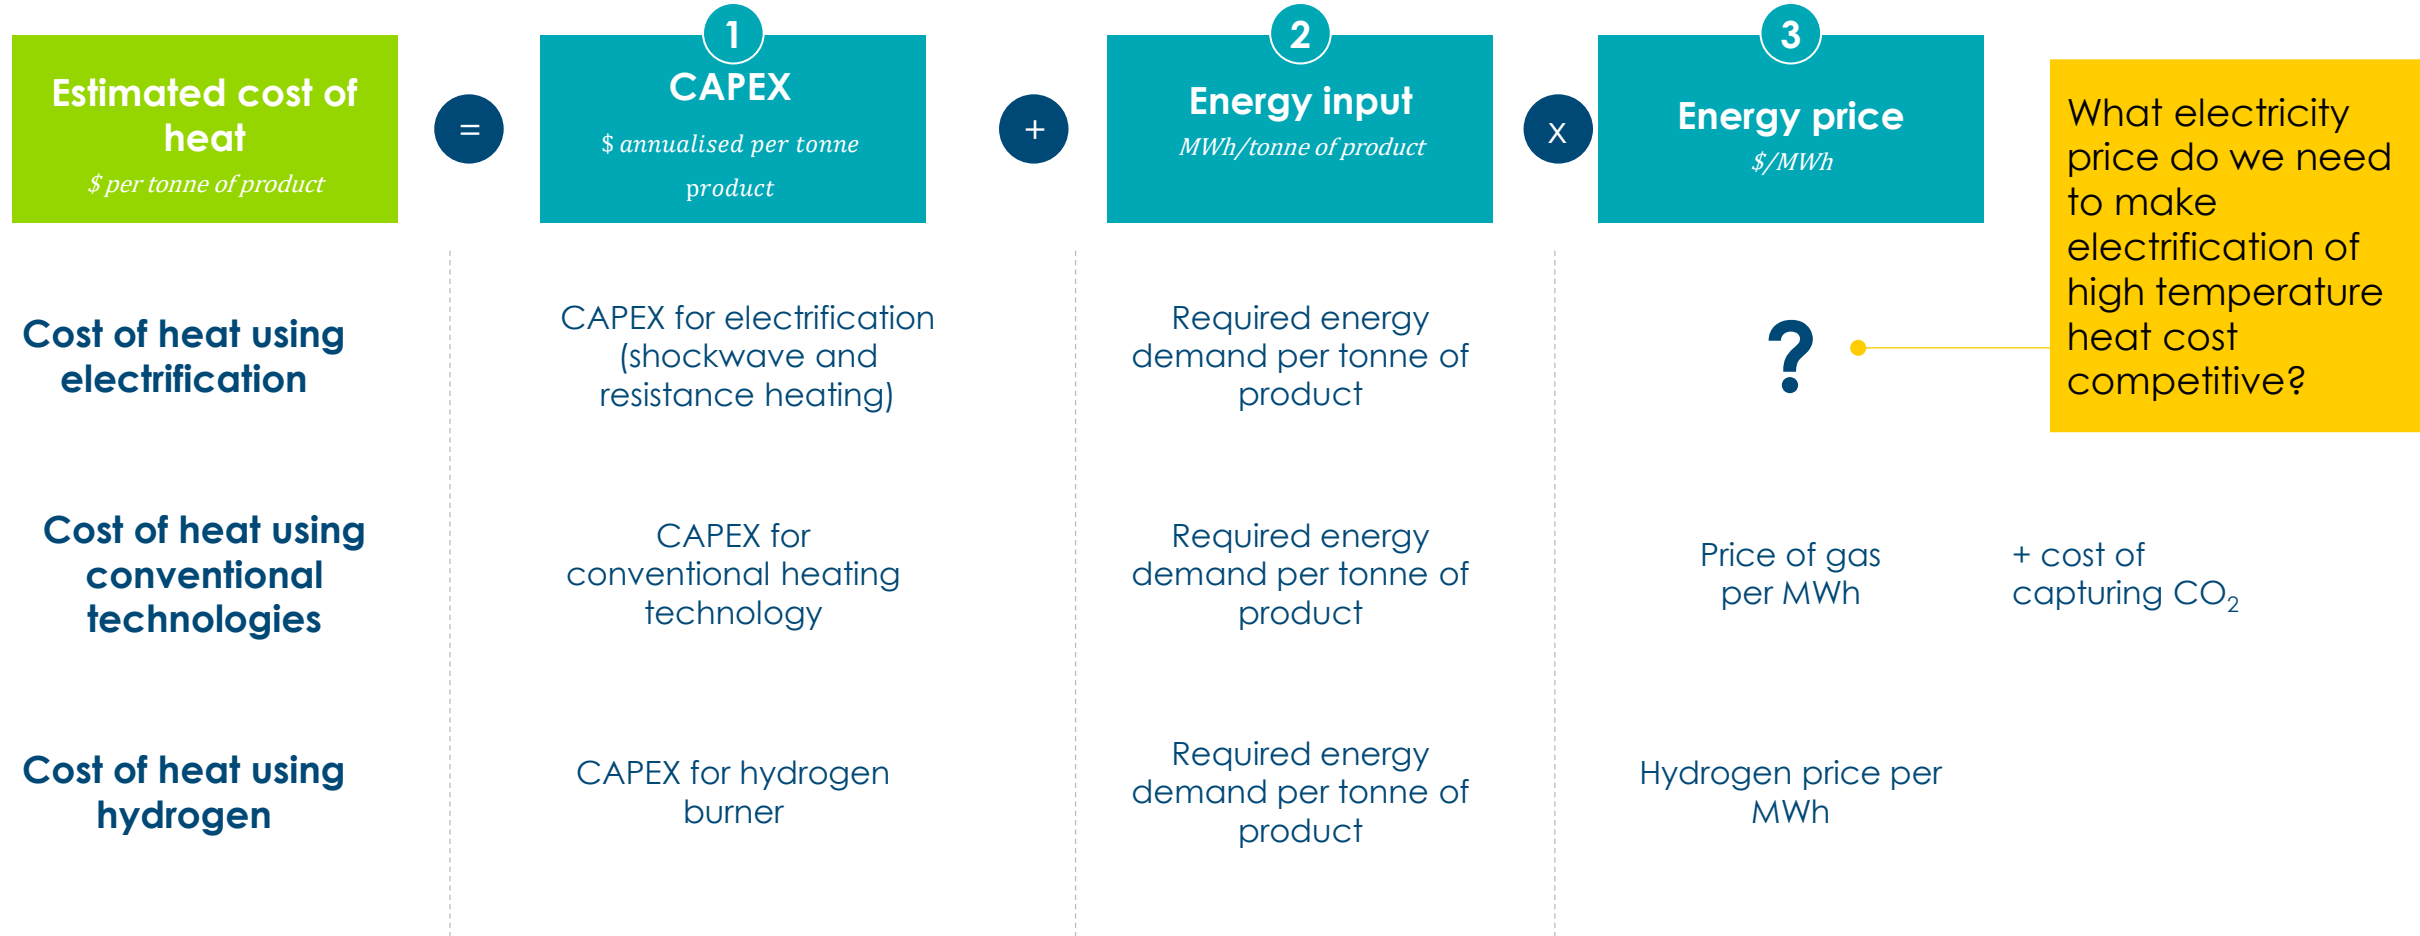 1
CAPEX
$ annualised per tonne
product
2
Energy input
MWh/tonne of product
3
Energy price
$/MWh
Estimated cost of
heat
$ per tonne of product
=
+
x
What electricity
price do we need
to make
electrification of
high temperature
heat cost
competitive?
Cost of heat using
electrification
CAPEX for electrification
(shockwave and
resistance heating)
Required energy
demand per tonne of
product
?
Cost of heat using
conventional
technologies
CAPEX for
conventional heating
technology
Required energy
demand per tonne of
product
Price of gas
per MWh
+ cost of
capturing CO₂
Cost of heat using
hydrogen
CAPEX for hydrogen
burner
Required energy
demand per tonne of
product
Hydrogen price per
MWh